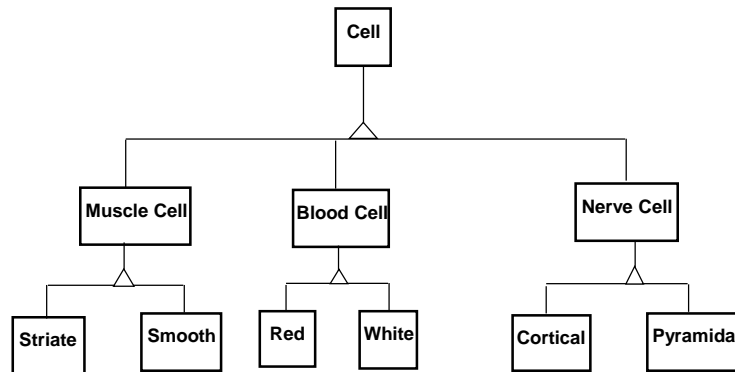 Cell
Muscle Cell
Blood Cell
Nerve Cell
Striate
Smooth
Red
White
Cortical
Pyramida